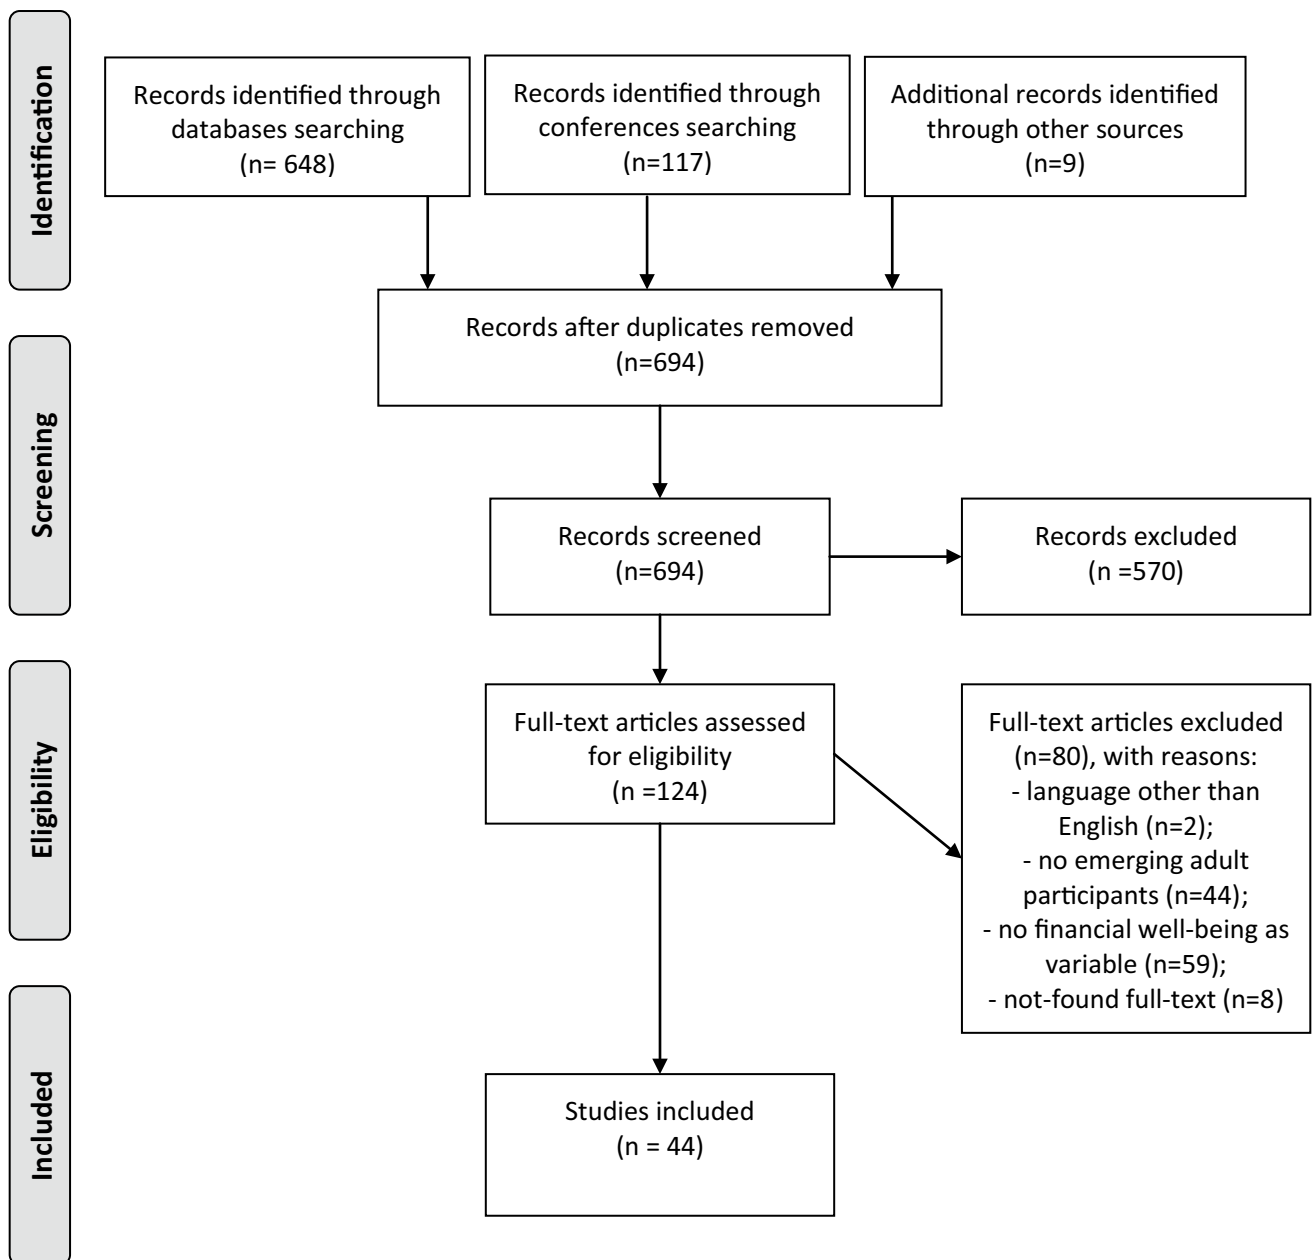 Identification
Records identified through
databases searching
(n= 648)
Records identified through
conferences searching
(n=117)
Additional records identified
through other sources
(n=9)
Records after duplicates removed
(n=694)
Screening
Records screened
(n=694)
Records excluded
(n =570)
Eligibility
Full-text articles assessed
for eligibility
(n =124)
Full-text articles excluded
(n=80), with reasons:
- language other than
English (n=2);
- no emerging adult
participants (n=44);
- no financial well-being as
variable (n=59);
- not-found full-text (n=8)
Included
Studies included
(n = 44)